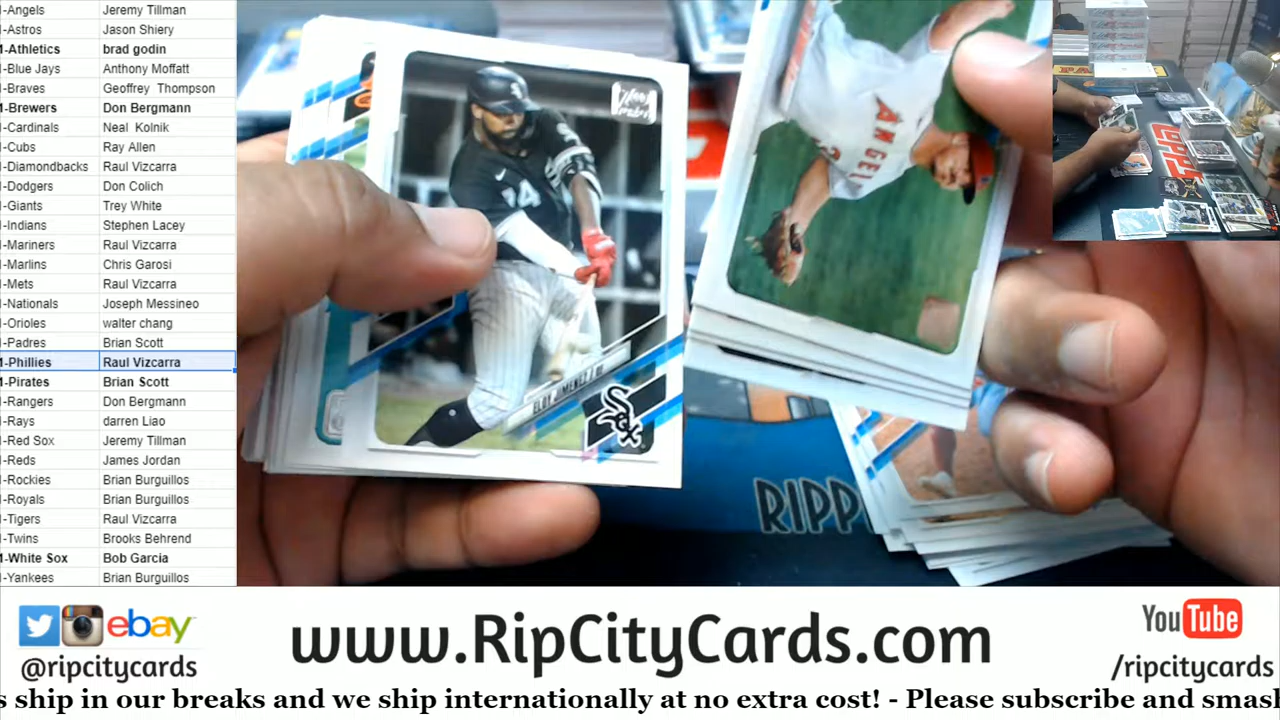 -Angels Jeremy Tillman
-Astros Jason Shiery
-Athletics brad godin
-Blue Jays Anthony Moffatt
-Braves Geoffrey Thompson
-Brewers Don Bergmann
-Cardinals Neal Kolnik
-Cubs Ray Allen
-Diamondbacks Raul Vizcarra
-Dodgers Don Colich
-Giants Trey White
-Indians Stephen Lacey
-Mariners Raul Vizcarra
-Marlins Chris Garosi
-Mets Raul Vizcarra
-Nationals Joseph Messineo
-Orioles walter chang
-Padres Brian Scott
-Phillies Raul Vizcarra
-Pirates Brian Scott
-Rangers Don Bergmann
-Rays darren Liao
-Red Sox Jeremy Tillman
-Reds James Jordan
-Rockies Brian Burguillos
-Royals Brian Burguillos
-Tigers Raul Vizcarra
-Twins Brooks Behrend
-White Sox Bob Garcia
-Yankees Brian Burguillos
ELOY JIMENEZ
Sox
ANGEL
RIPP
TOPPS
ebay
@ripcitycards
www.RipCityCards.com
YouTube
/ripcitycards
s ship in our breaks and we ship internationally at no extra cost! - Please subscribe and smash